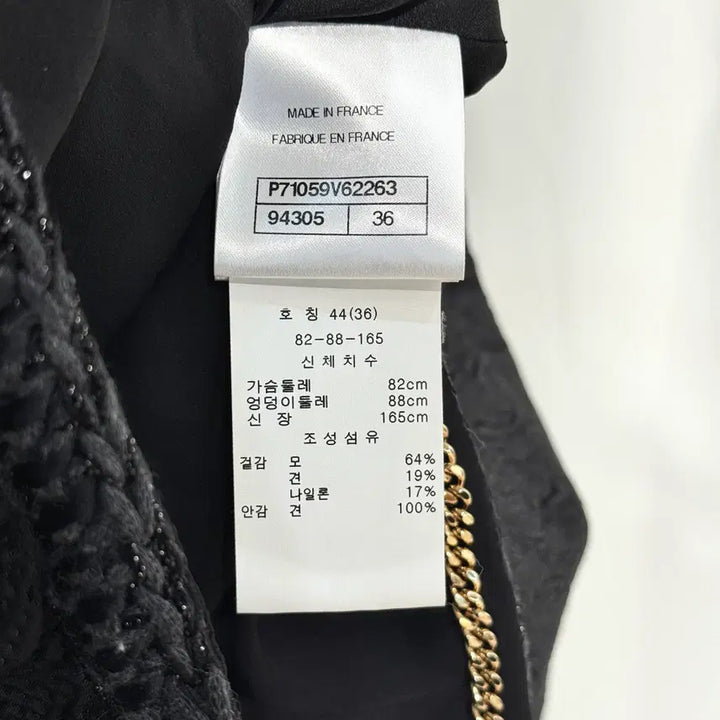 MADE IN FRANCE
FABRIQUE EN FRANCE
P71059V62263
94305 36
호 칭 44(36)
82-88-165
신 체 치 수
가슴둘레 82cm
엉덩이둘레 88cm
신 장 165cm
조 성 섬 유
겉감 모 64%
견 19%
나일론 17%
안감 견 100%